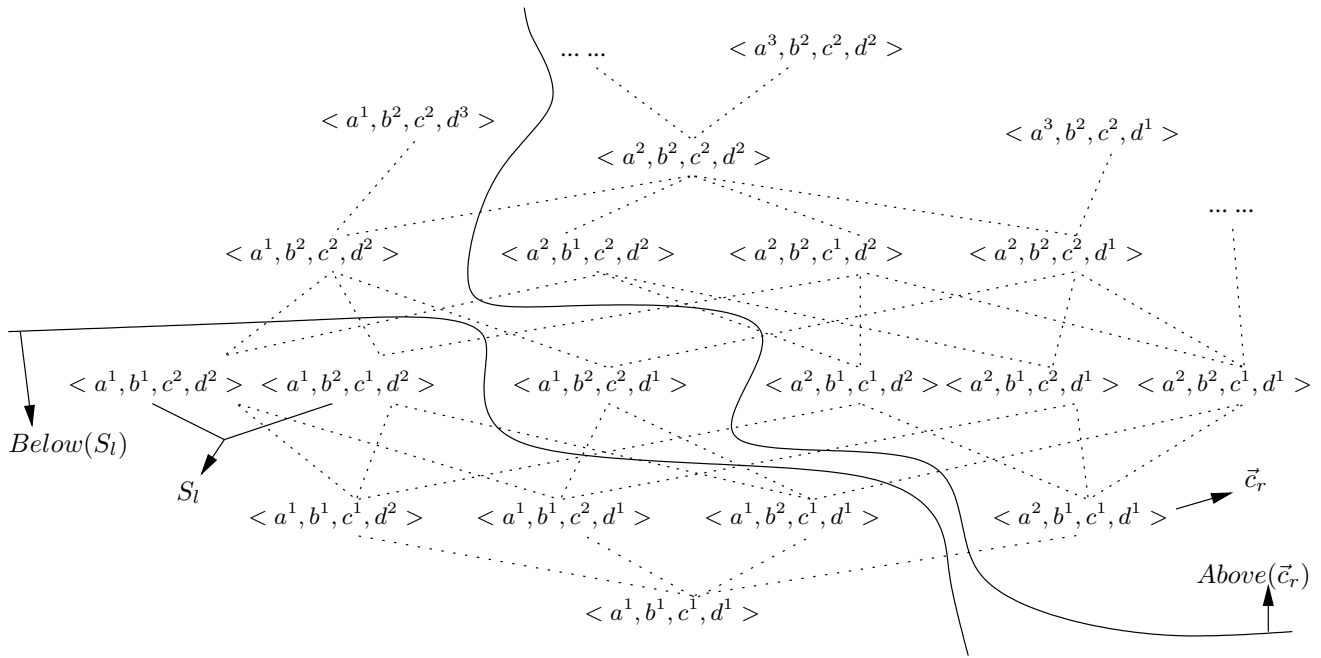 ... ...
< a^3, b^2, c^2, d^2 >
< a^1, b^2, c^2, d^3 >
< a^3, b^2, c^2, d^1 >
< a^2, b^2, c^2, d^2 >
... ...
< a^1, b^2, c^2, d^2 > < a^2, b^1, c^2, d^2 > < a^2, b^2, c^1, d^2 > < a^2, b^2, c^2, d^1 >
< a^1, b^1, c^2, d^2 > < a^1, b^2, c^1, d^2 > < a^1, b^2, c^2, d^1 > < a^2, b^1, c^1, d^2 > < a^2, b^1, c^2, d^1 > < a^2, b^2, c^1, d^1 >
Below(S_l)
S_l
\vec{c}_r
< a^1, b^1, c^1, d^2 > < a^1, b^1, c^2, d^1 > < a^1, b^2, c^1, d^1 > < a^2, b^1, c^1, d^1 >
Above(\vec{c}_r)
< a^1, b^1, c^1, d^1 >